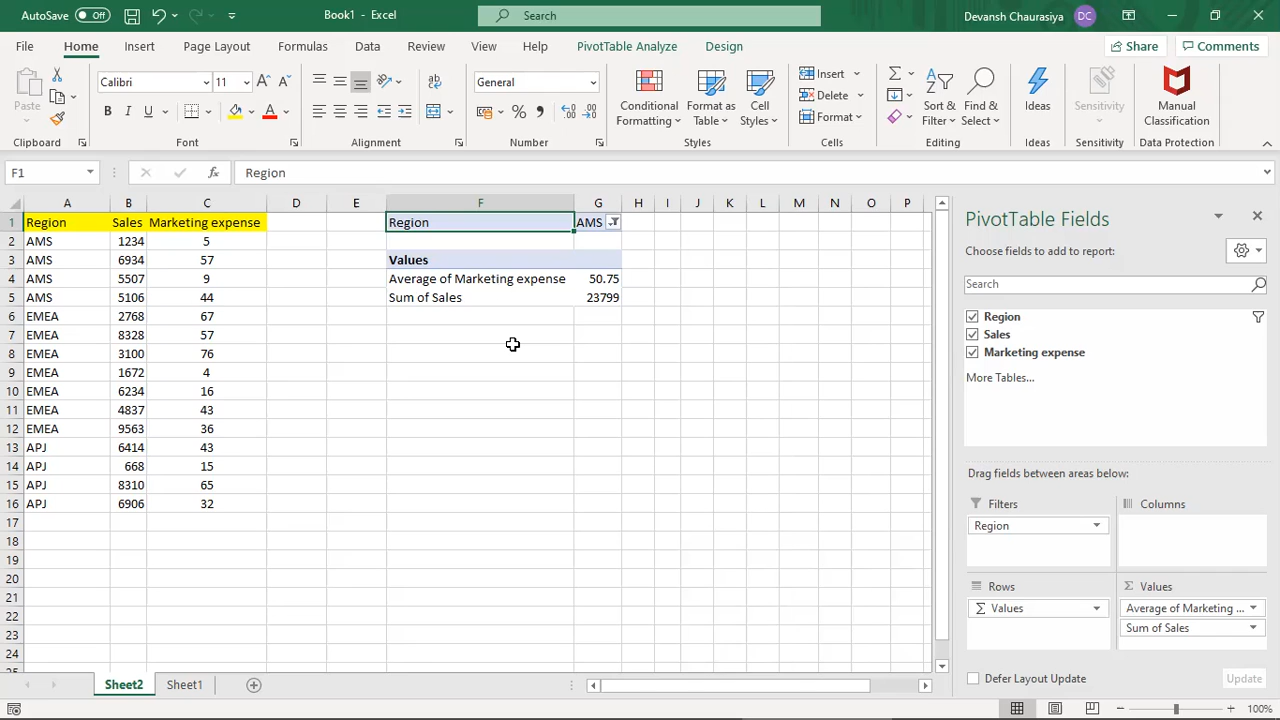 AutoSave Off Book1 - Excel Search Devansh Chaurasiya DC
File Home Insert Page Layout Formulas Data Review View Help PivotTable Analyze Design Share Comments
Paste Calibri 11 General Conditional Formatting Format as Table Cell Styles Insert Delete Format Sort & Filter Find & Select Ideas Sensitivity Manual Classification
Clipboard Font Alignment Number Styles Cells Editing Ideas Sensitivity Data Protection
F1 fx Region
A B C D E F G H I J K L M N O P
1 Region Sales Marketing expense Region AMS
2 AMS 1234 5
3 AMS 6934 57 Values
4 AMS 5507 9 Average of Marketing expense 50.75
5 AMS 5106 44 Sum of Sales 23799
6 EMEA 2768 67
7 EMEA 8328 57
8 EMEA 3100 76
9 EMEA 1672 4
10 EMEA 6234 16
11 EMEA 4837 43
12 EMEA 9563 36
13 APJ 6414 43
14 APJ 668 15
15 APJ 8310 65
16 APJ 6906 32
17
18
19
20
21
22
23
24
25
Sheet2 Sheet1
PivotTable Fields
Choose fields to add to report:
Search
Region
Sales
Marketing expense
More Tables...
Drag fields between areas below:
Filters Columns
Region
Rows Σ Values
Σ Values Average of Marketing ...
Sum of Sales
Defer Layout Update Update
100%